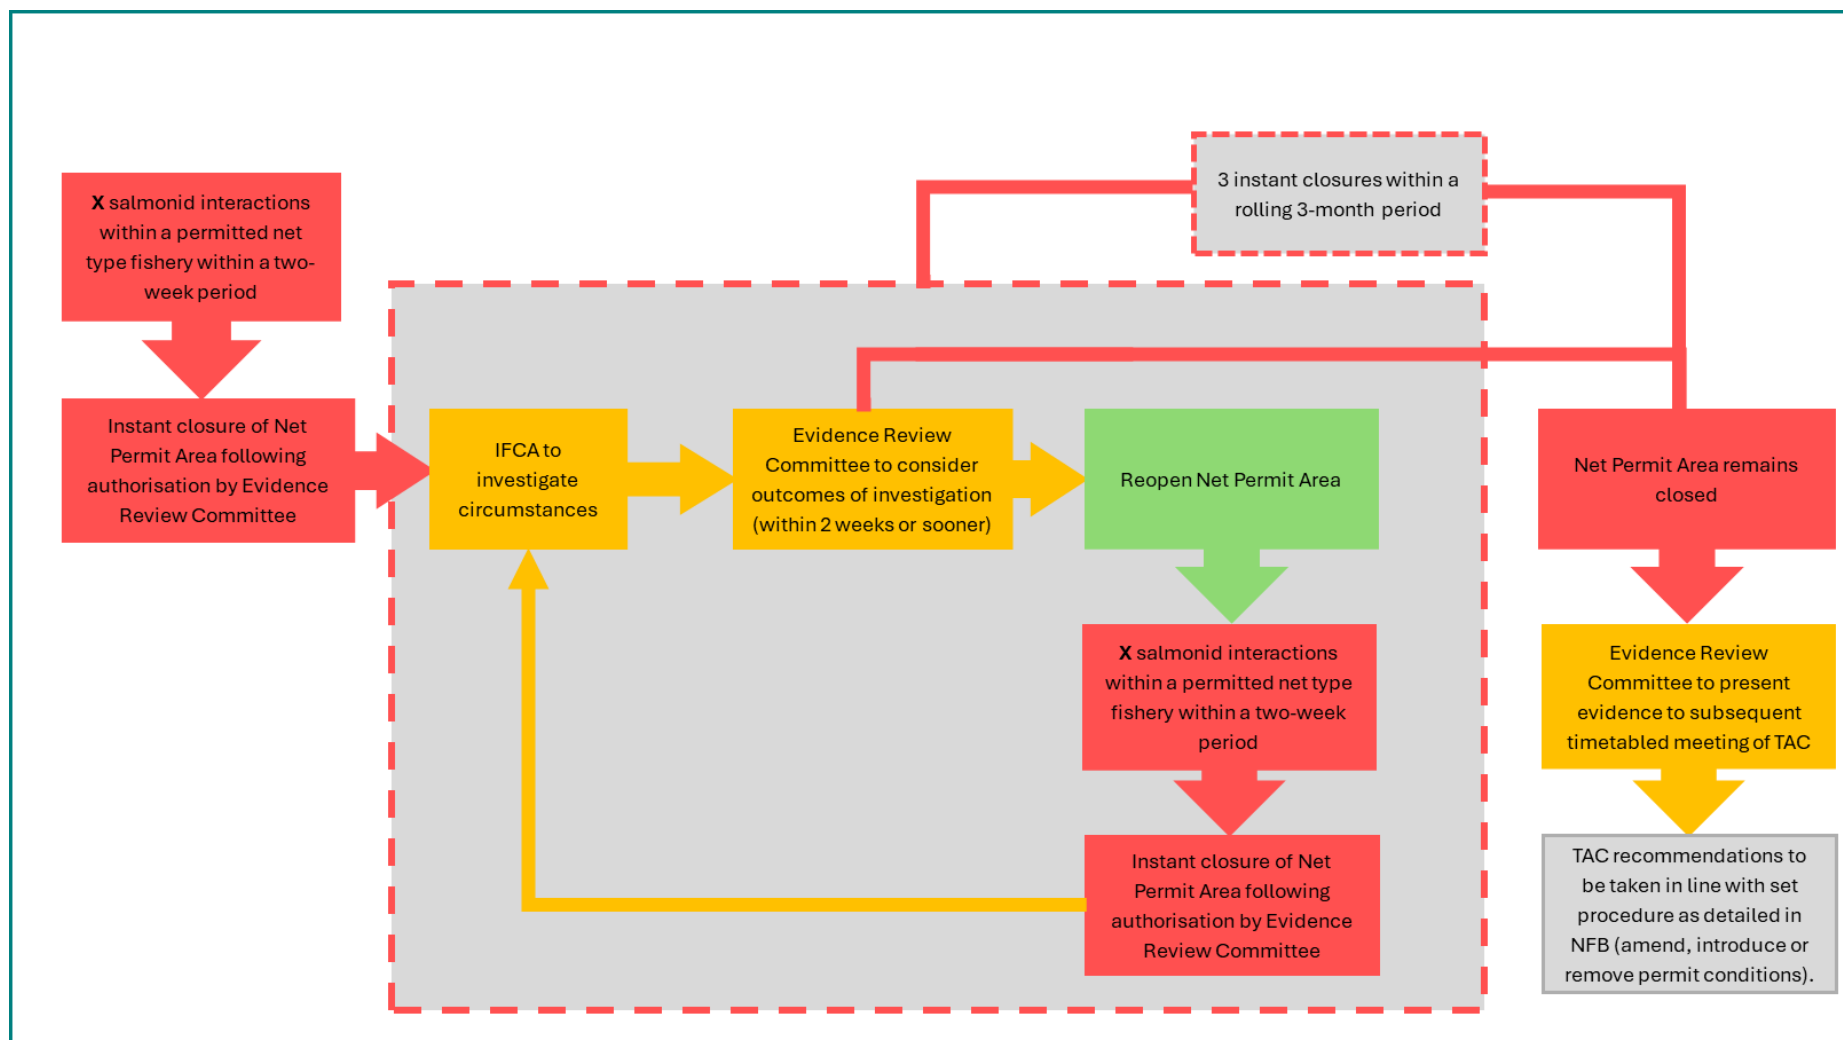 X salmonid interactions
within a permitted net
type fishery within a two-
week period
Instant closure of Net
Permit Area following
authorisation by Evidence
Review Committee
3 instant closures within a
rolling 3-month period
IFCA to
investigate
circumstances
Evidence Review
Committee to consider
outcomes of investigation
(within 2 weeks or sooner)
Reopen Net Permit Area
X salmonid interactions
within a permitted net type
fishery within a two-week
period
Instant closure of Net
Permit Area following
authorisation by Evidence
Review Committee
Net Permit Area remains
closed
Evidence Review
Committee to present
evidence to subsequent
timetabled meeting of TAC
TAC recommendations to
be taken in line with set
procedure as detailed in
NFB (amend, introduce or
remove permit conditions).